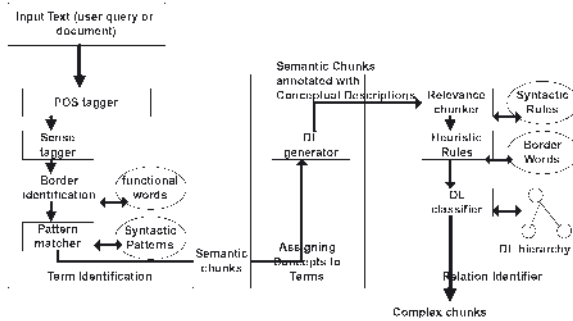 Input Text (user query or
document)
POS tagger
Sense
tagger
Border
identification
functional
words
Pattern
matcher
Syntactic
Patterns
Term Identification
Semantic
chunks
Semantic Chunks
annotated with
Conceptual Descriptions
DL
generator
Assigning
Concepts to
Terms
Relevance
chunker
Syntactic
Rules
Heuristic
Rules
Border
Words
DL
classifier
DL hierarchy
Relation Identifier
Complex chunks